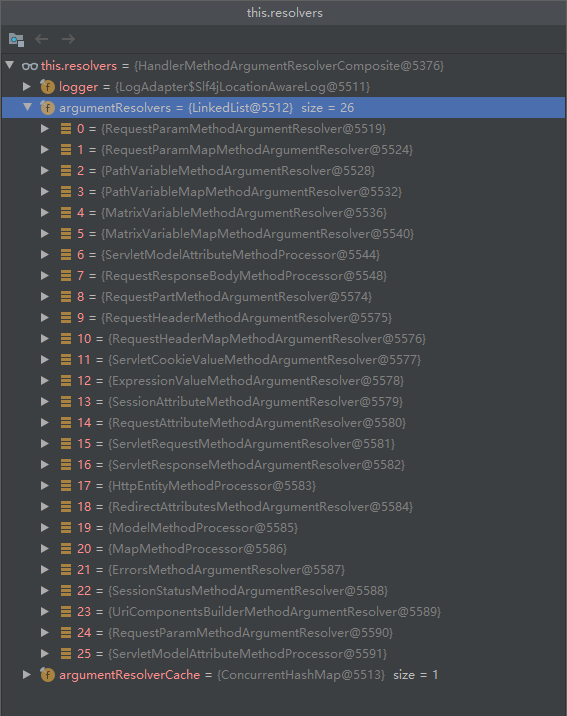 this.resolvers
this.resolvers = {HandlerMethodArgumentResolverComposite@5376}
logger = {LogAdapter$Slf4jLocationAwareLog@5511}
argumentResolvers = {LinkedList@5512} size = 26
0 = {RequestParamMethodArgumentResolver@5519}
1 = {RequestParamMapMethodArgumentResolver@5524}
2 = {PathVariableMethodArgumentResolver@5528}
3 = {PathVariableMapMethodArgumentResolver@5532}
4 = {MatrixVariableMethodArgumentResolver@5536}
5 = {MatrixVariableMapMethodArgumentResolver@5540}
6 = {ServletModelAttributeMethodProcessor@5544}
7 = {RequestResponseBodyMethodProcessor@5548}
8 = {RequestPartMethodArgumentResolver@5574}
9 = {RequestHeaderMethodArgumentResolver@5575}
10 = {RequestHeaderMapMethodArgumentResolver@5576}
11 = {ServletCookieValueMethodArgumentResolver@5577}
12 = {ExpressionValueMethodArgumentResolver@5578}
13 = {SessionAttributeMethodArgumentResolver@5579}
14 = {RequestAttributeMethodArgumentResolver@5580}
15 = {ServletRequestMethodArgumentResolver@5581}
16 = {ServletResponseMethodArgumentResolver@5582}
17 = {HttpEntityMethodProcessor@5583}
18 = {RedirectAttributesMethodArgumentResolver@5584}
19 = {ModelMethodProcessor@5585}
20 = {MapMethodProcessor@5586}
21 = {ErrorsMethodArgumentResolver@5587}
22 = {SessionStatusMethodArgumentResolver@5588}
23 = {UriComponentsBuilderMethodArgumentResolver@5589}
24 = {RequestParamMethodArgumentResolver@5590}
25 = {ServletModelAttributeMethodProcessor@5591}
argumentResolverCache = {ConcurrentHashMap@5513} size = 1